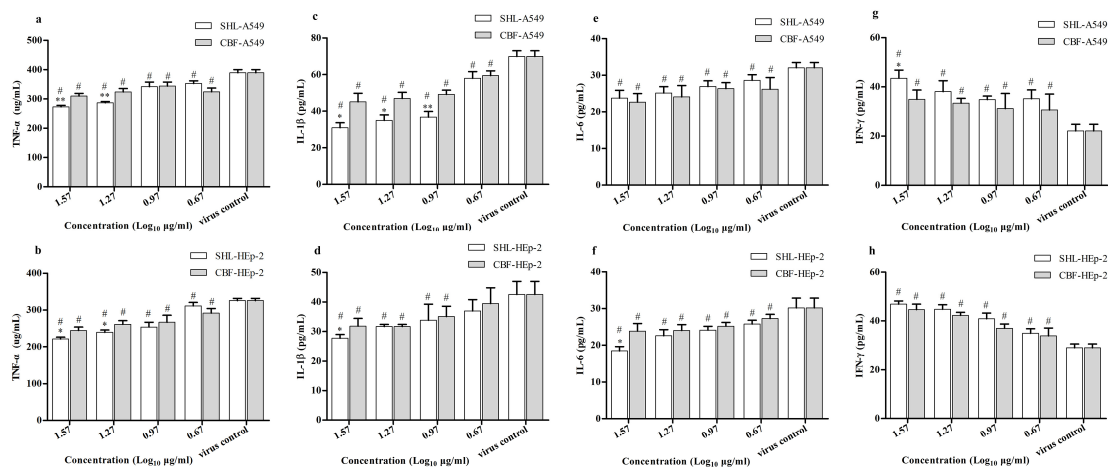 a
SHL-A549
CBF-A549
TNF-α (ug/mL)
500
400
300
200
100
0
# # # # # # # #
** **
1.57 1.27 0.97 0.67 virus control
Concentration (Log10 μg/ml)
c
SHL-A549
CBF-A549
IL-1β (pg/mL)
80
60
40
20
0
# # # # # # # #
* * **
1.57 1.27 0.97 0.67 virus control
Concentration (Log10 μg/ml)
e
SHL-A549
CBF-A549
IL-6 (pg/mL)
60
40
20
0
# # # # # # # #
1.57 1.27 0.97 0.67 virus control
Concentration (Log10 μg/ml)
g
SHL-A549
CBF-A549
IFN-γ (pg/mL)
60
40
20
0
# # # # # # # #
*
1.57 1.27 0.97 0.67 virus control
Concentration (Log10 μg/ml)
b
SHL-HEp-2
CBF-HEp-2
TNF-α (ug/mL)
400
300
200
100
0
# # # # # # # #
* *
1.57 1.27 0.97 0.67 virus control
Concentration (Log10 μg/ml)
d
SHL-HEp-2
CBF-HEp-2
IL-1β (pg/mL)
60
40
20
0
# # # # # #
*
1.57 1.27 0.97 0.67 virus control
Concentration (Log10 μg/ml)
f
SHL-HEp-2
CBF-HEp-2
IL-6 (pg/mL)
60
40
20
0
# # # # # # # #
*
1.57 1.27 0.97 0.67 virus control
Concentration (Log10 μg/ml)
h
SHL-HEp-2
CBF-HEp-2
IFN-γ (pg/mL)
60
40
20
0
# # # # # # # #
1.57 1.27 0.97 0.67 virus control
Concentration (Log10 μg/ml)